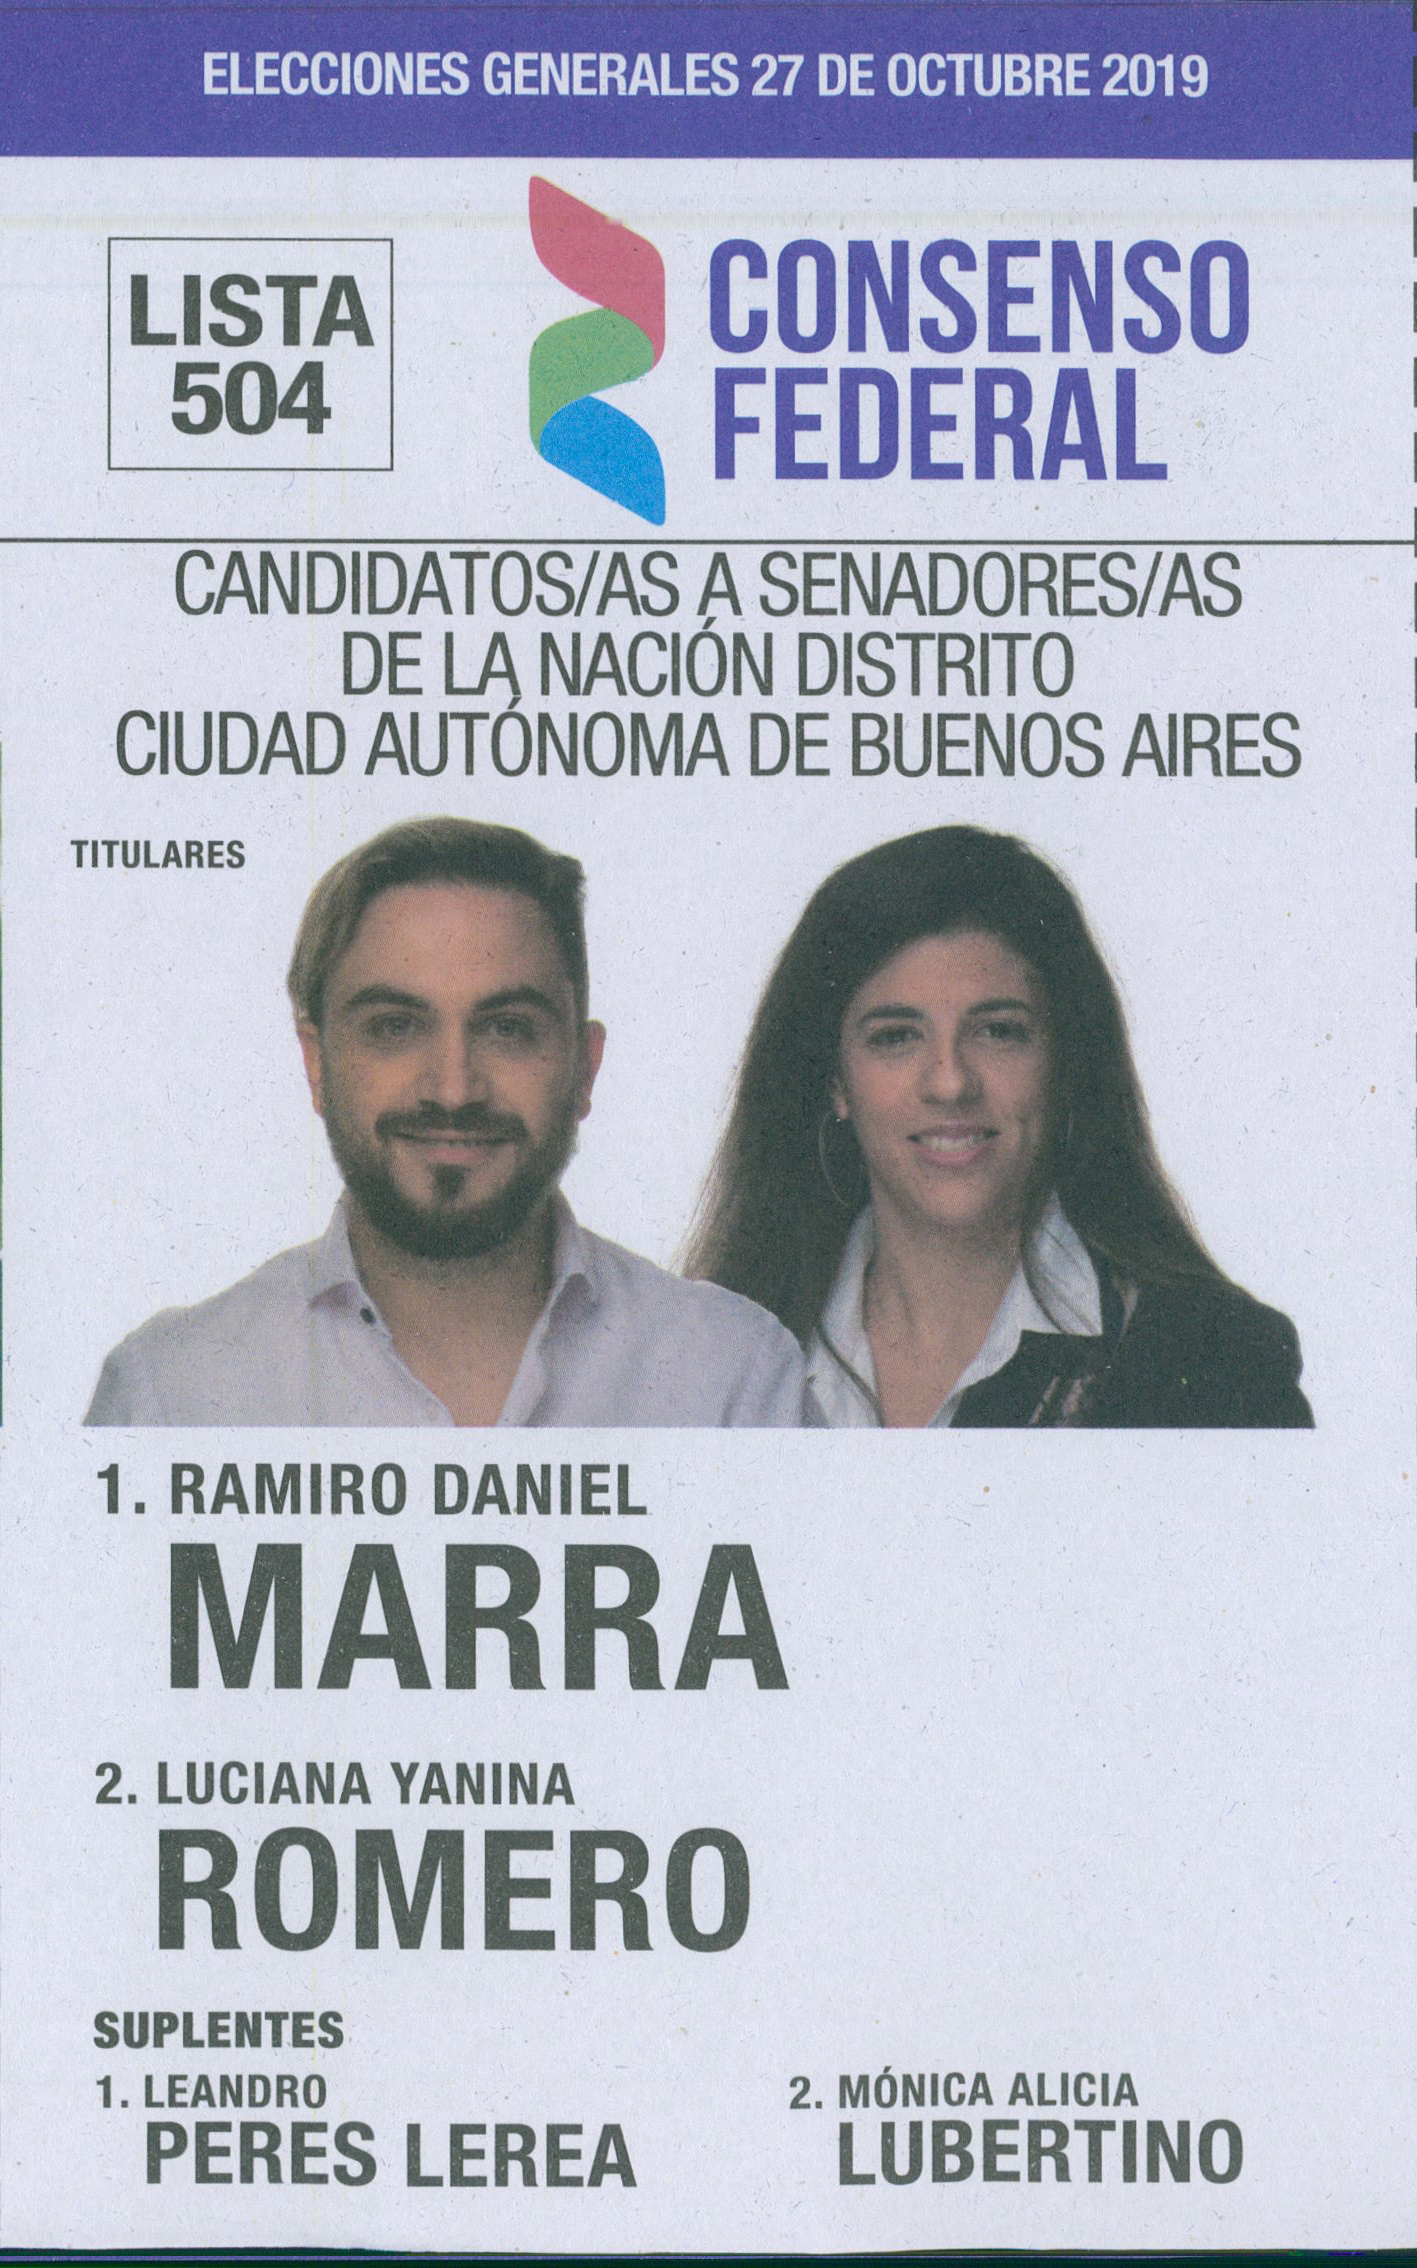 ELECCIONES GENERALES 27 DE OCTUBRE 2019
LISTA
504
CONSENSO
FEDERAL
CANDIDATOS/AS A SENADORES/AS
DE LA NACIÓN DISTRITO
CIUDAD AUTÓNOMA DE BUENOS AIRES
TITULARES
1. RAMIRO DANIEL
MARRA
2. LUCIANA YANINA
ROMERO
SUPLENTES
1. LEANDRO
PERES LEREA
2. MÓNICA ALICIA
LUBERTINO